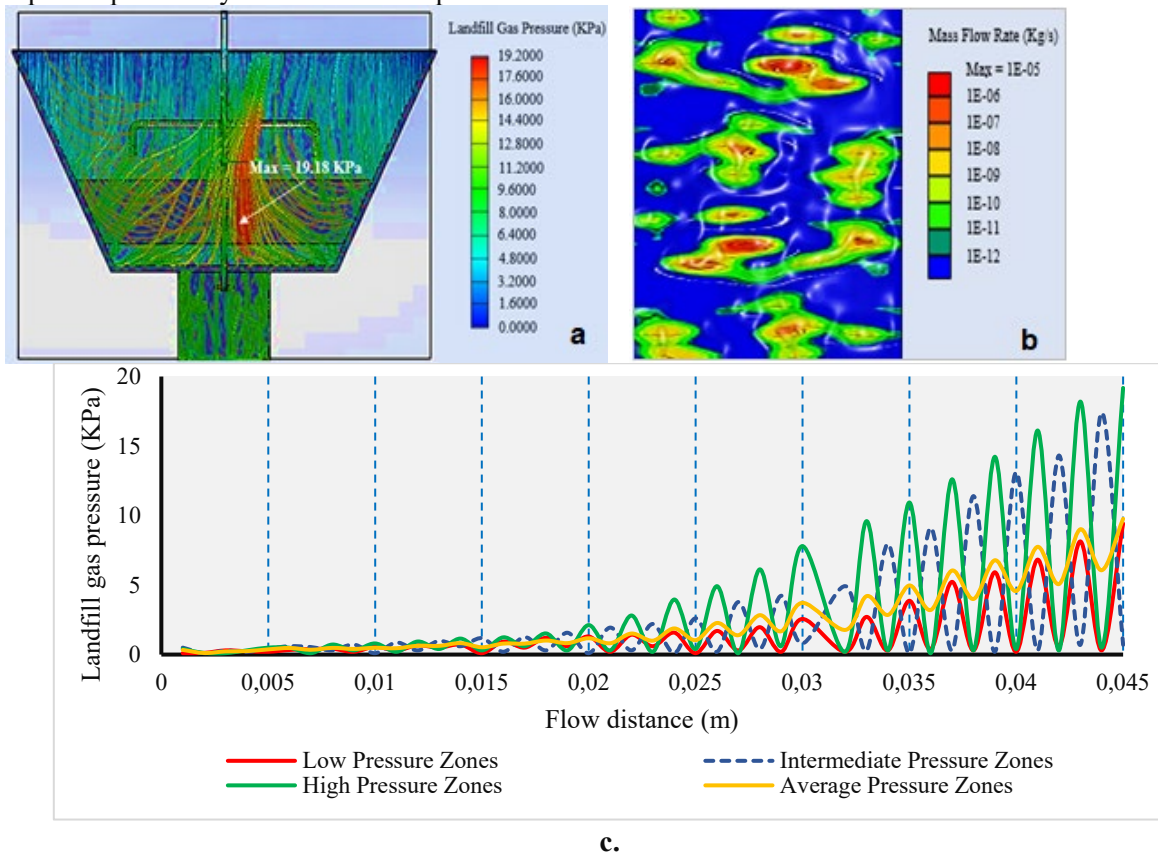 Landfill Gas Pressure (KPa)
19.2000
17.6000
16.0000
14.4000
12.8000
11.2000
9.6000
8.0000
6.4000
4.8000
3.2000
1.6000
0.0000
Max = 19.18 KPa
a
Mass Flow Rate (Kg/s)
Max = 1E-05
1E-06
1E-07
1E-08
1E-09
1E-10
1E-11
1E-12
b
Landfill gas pressure (KPa)
20
15
10
5
0
0 0,005 0,01 0,015 0,02 0,025 0,03 0,035 0,04 0,045
Flow distance (m)
Low Pressure Zones Intermediate Pressure Zones
High Pressure Zones Average Pressure Zones
c.